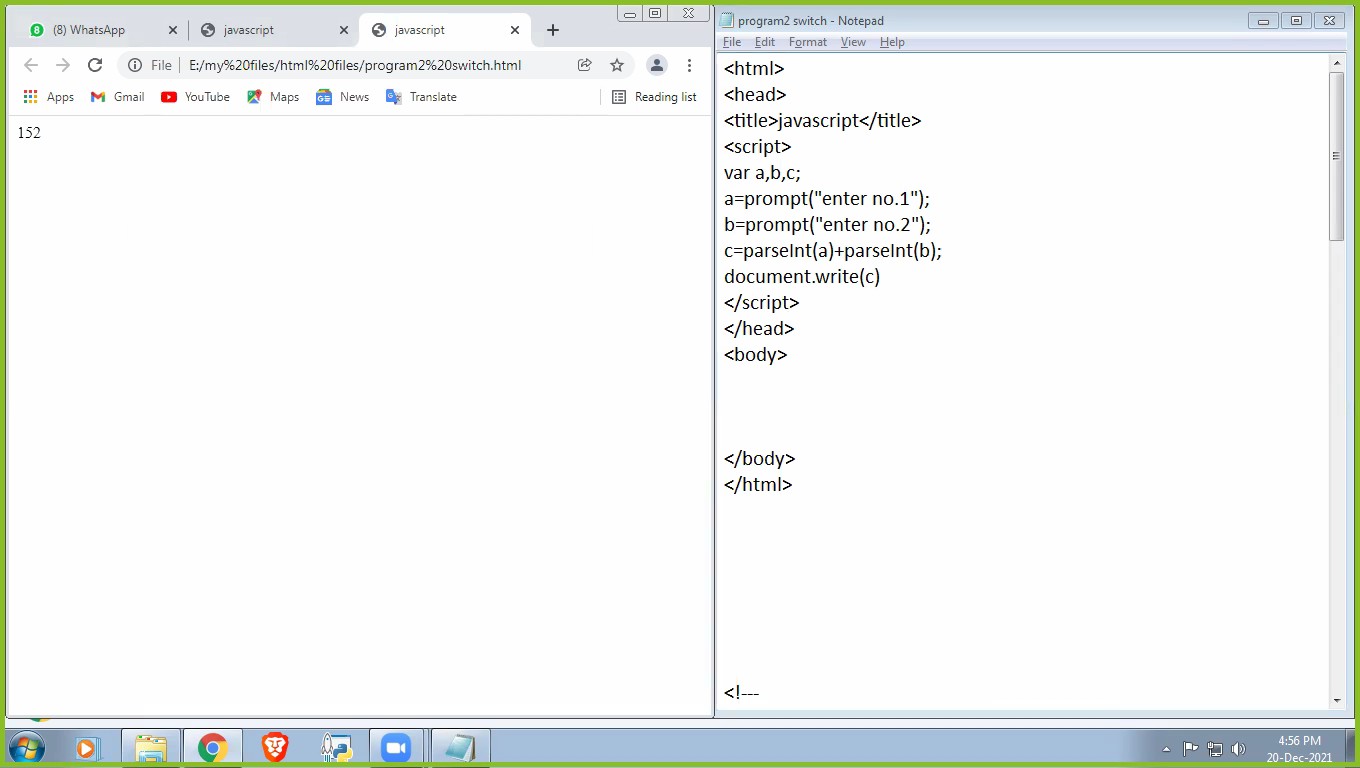 (8) WhatsApp
javascript
javascript
File
E:/my%20files/html%20files/program2%20switch.html
Apps
Gmail
YouTube
Maps
News
Translate
Reading list
152
program2 switch - Notepad
File Edit Format View Help
<html>
<head>
<title>javascript</title>
<script>
var a,b,c;
a=prompt("enter no.1");
b=prompt("enter no.2");
c=parseInt(a)+parseInt(b);
document.write(c)
</script>
</head>
<body>
</body>
</html>
<!---
4:56 PM
20-Dec-2021